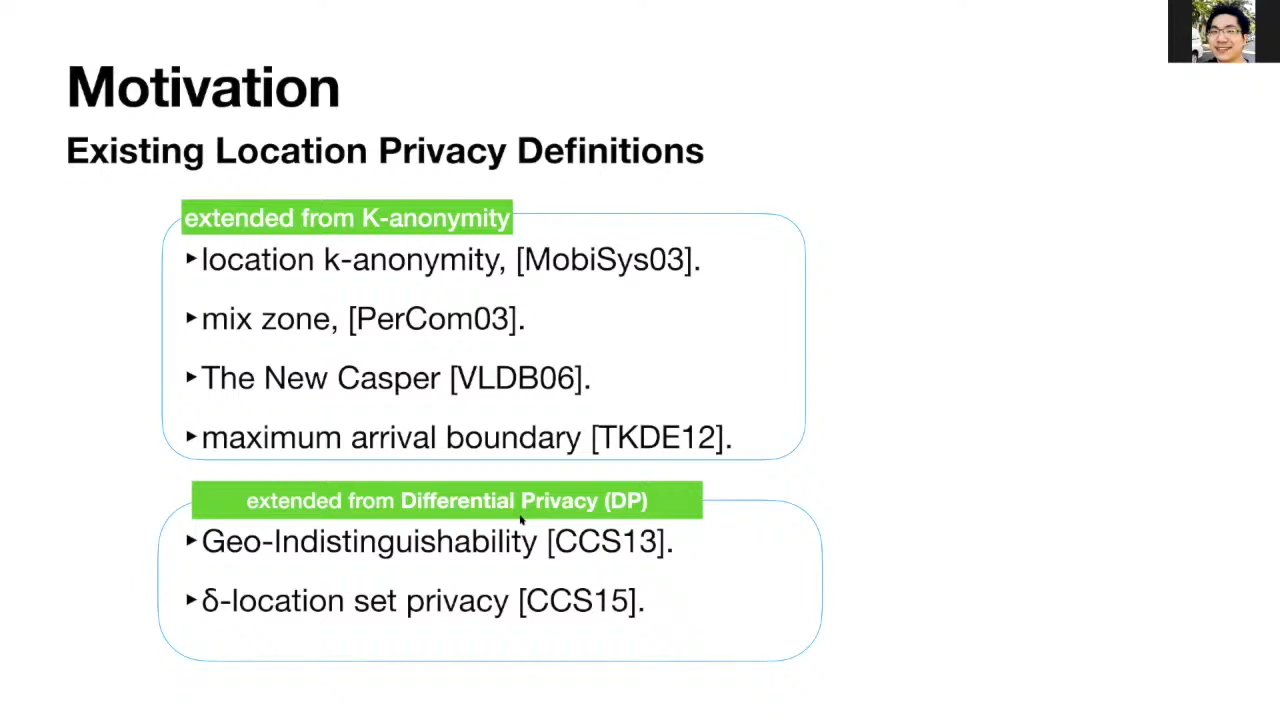 Motivation
Existing Location Privacy Definitions
extended from K-anonymity
‣location k-anonymity, [MobiSys03].
‣mix zone, [PerCom03].
‣The New Casper [VLDB06].
‣maximum arrival boundary [TKDE12].
extended from Differential Privacy (DP)
‣Geo-Indistinguishability [CCS13].
‣δ-location set privacy [CCS15].